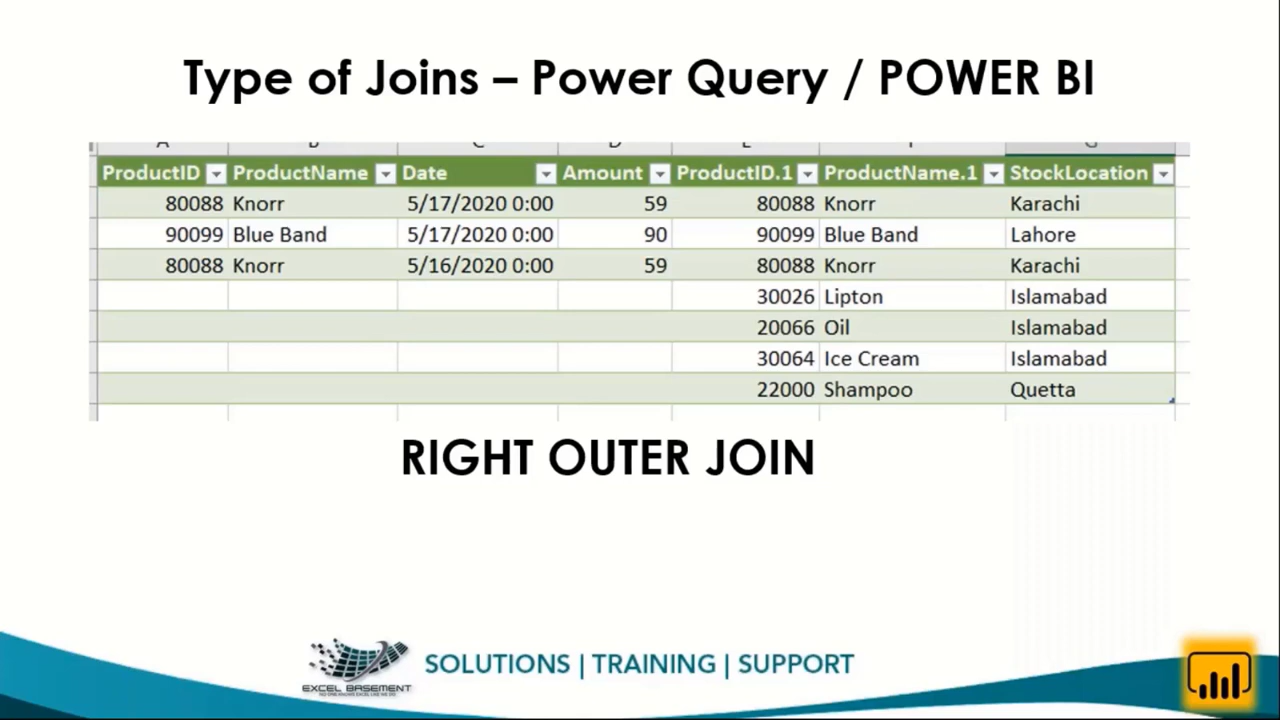 Type of Joins – Power Query / POWER BI
ProductID ProductName Date Amount ProductID.1 ProductName.1 StockLocation
80088 Knorr 5/17/2020 0:00 59 80088 Knorr Karachi
90099 Blue Band 5/17/2020 0:00 90 90099 Blue Band Lahore
80088 Knorr 5/16/2020 0:00 59 80088 Knorr Karachi
30026 Lipton Islamabad
20066 Oil Islamabad
30064 Ice Cream Islamabad
22000 Shampoo Quetta
RIGHT OUTER JOIN
SOLUTIONS | TRAINING | SUPPORT
EXCEL BASEMENT